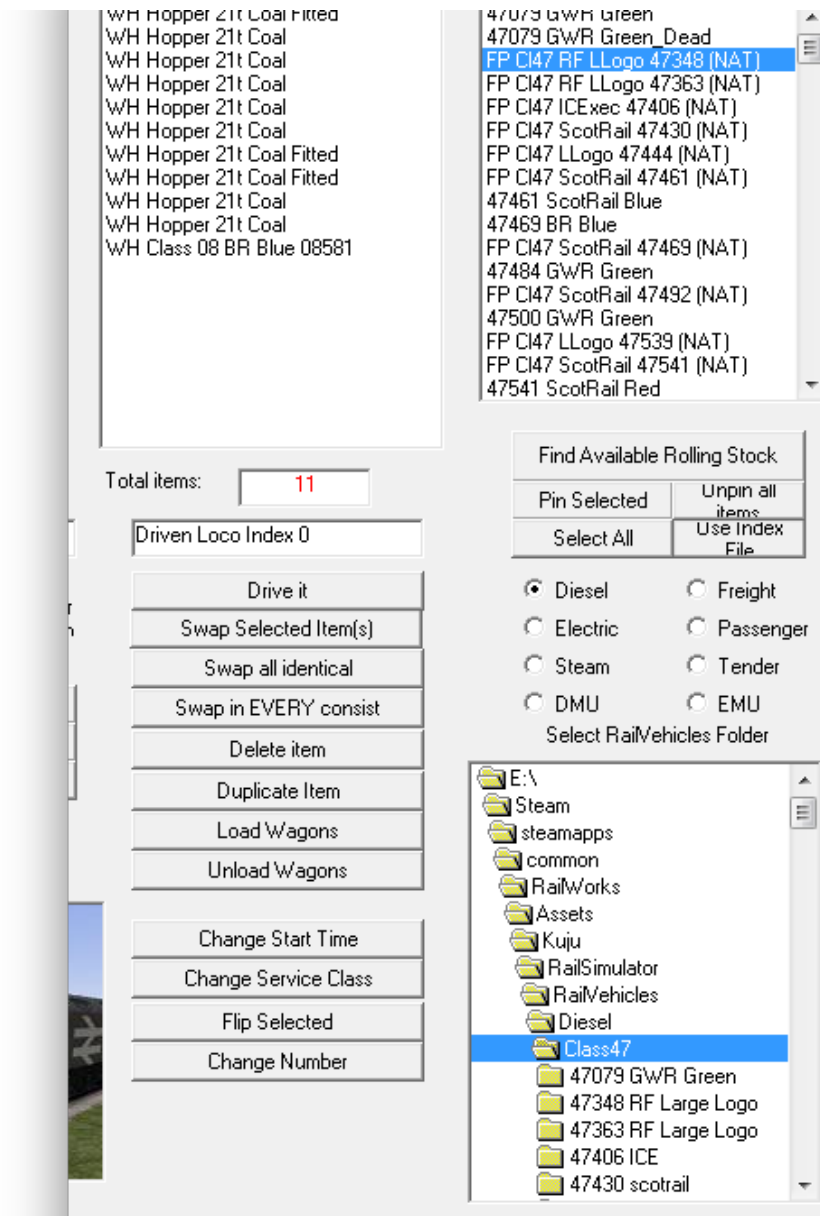 WH Hopper 21t Coal Fitted
WH Hopper 21t Coal
WH Hopper 21t Coal
WH Hopper 21t Coal
WH Hopper 21t Coal
WH Hopper 21t Coal
WH Hopper 21t Coal Fitted
WH Hopper 21t Coal Fitted
WH Hopper 21t Coal
WH Hopper 21t Coal
WH Class 08 BR Blue 08581
Total items: 11
Driven Loco Index 0
Drive it
Swap Selected Item(s)
Swap all identical
Swap in EVERY consist
Delete item
Duplicate Item
Load Wagons
Unload Wagons
Change Start Time
Change Service Class
Flip Selected
Change Number
47079 GWR Green
47079 GWR Green_Dead
FP Cl47 RF LLogo 47348 (NAT)
FP Cl47 RF LLogo 47363 (NAT)
FP Cl47 ICExec 47406 (NAT)
FP Cl47 ScotRail 47430 (NAT)
FP Cl47 LLogo 47444 (NAT)
FP Cl47 ScotRail 47461 (NAT)
47461 ScotRail Blue
47469 BR Blue
FP Cl47 ScotRail 47469 (NAT)
47484 GWR Green
FP Cl47 ScotRail 47492 (NAT)
47500 GWR Green
FP Cl47 LLogo 47539 (NAT)
FP Cl47 ScotRail 47541 (NAT)
47541 ScotRail Red
Find Available Rolling Stock
Pin Selected
Unpin all
items
Select All
Use Index
File
Diesel
Freight
Electric
Passenger
Steam
Tender
DMU
EMU
Select RailVehicles Folder
E:\
Steam
steamapps
common
RailWorks
Assets
Kuju
RailSimulator
RailVehicles
Diesel
Class47
47079 GWR Green
47348 RF Large Logo
47363 RF Large Logo
47406 ICE
47430 scotrail